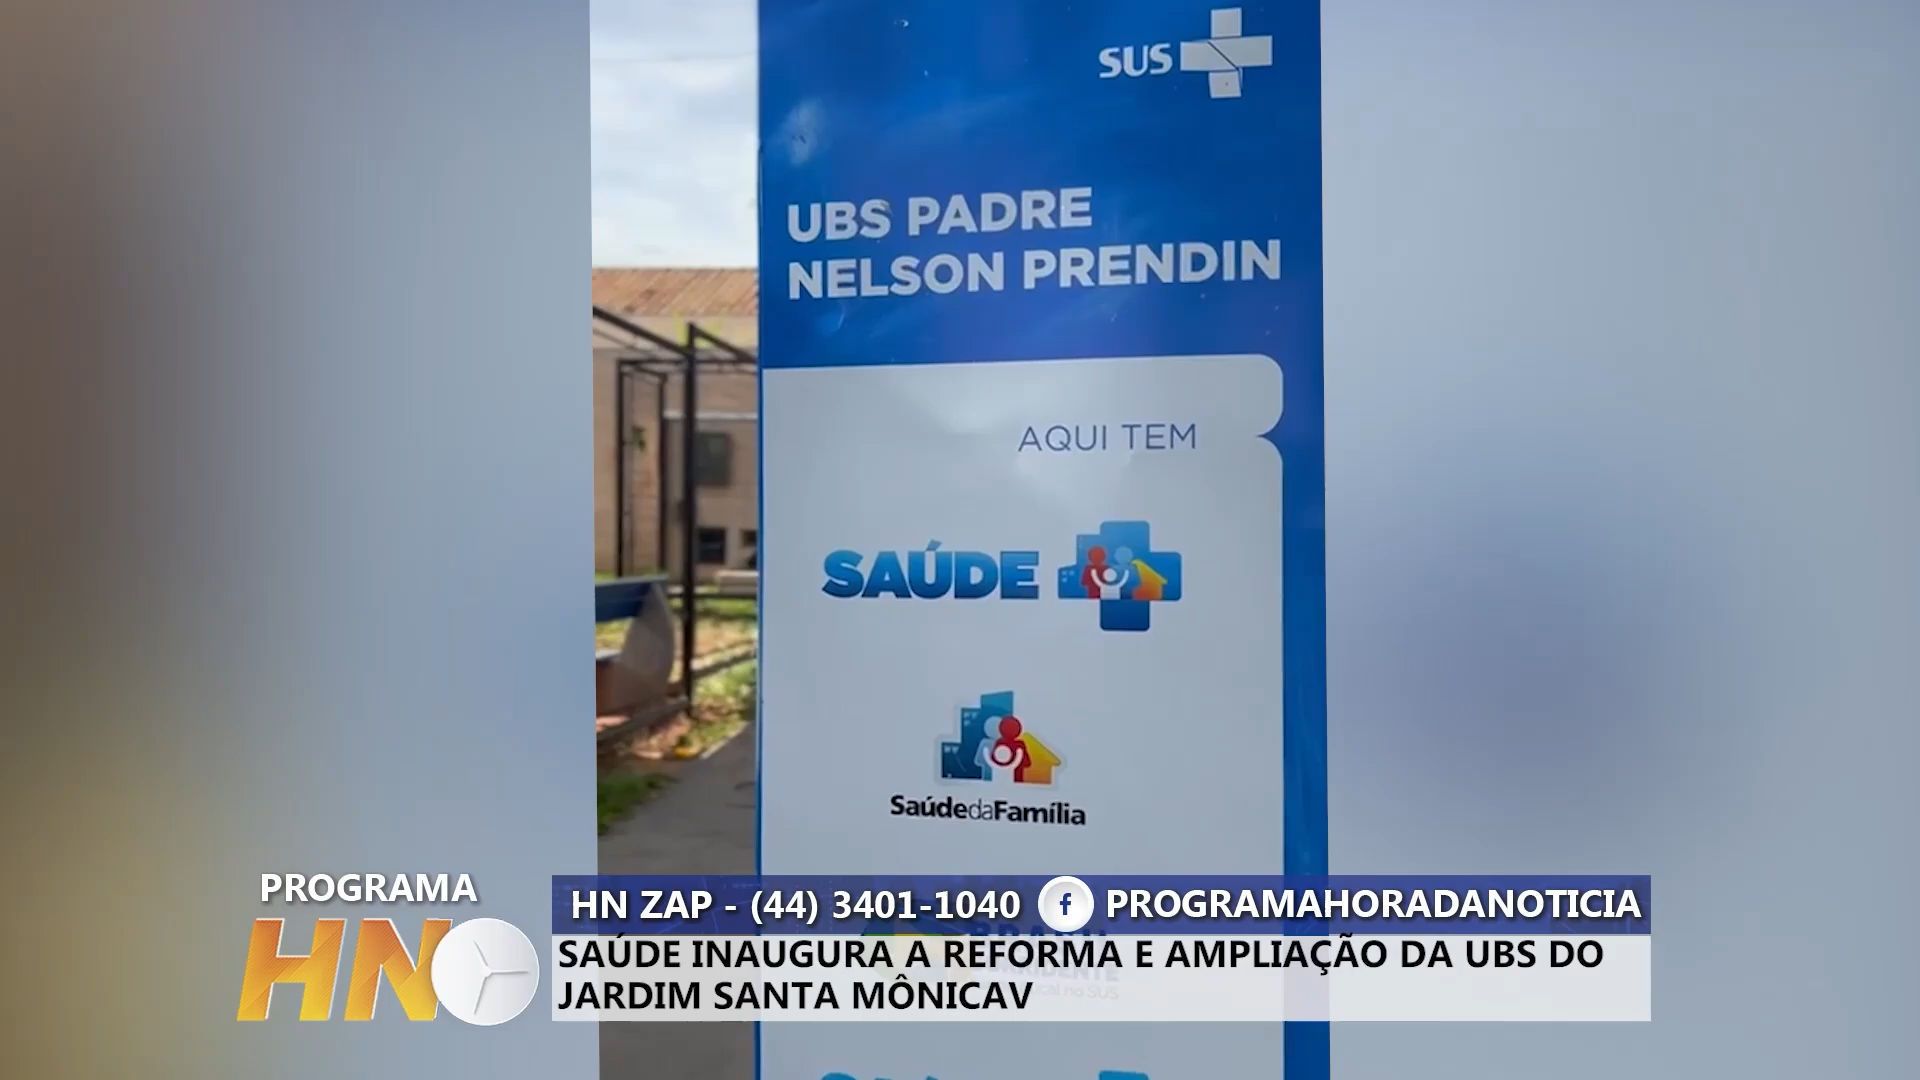 SUS
UBS PADRE
NELSON PRENDIN
AQUI TEM
SAÚDE
SaúdedaFamília
PROGRAMA
HN
HN ZAP - (44) 3401-1040 f PROGRAMAHORADANOTICIA
SAÚDE INAUGURA A REFORMA E AMPLIAÇÃO DA UBS DO
JARDIM SANTA MÔNICAV